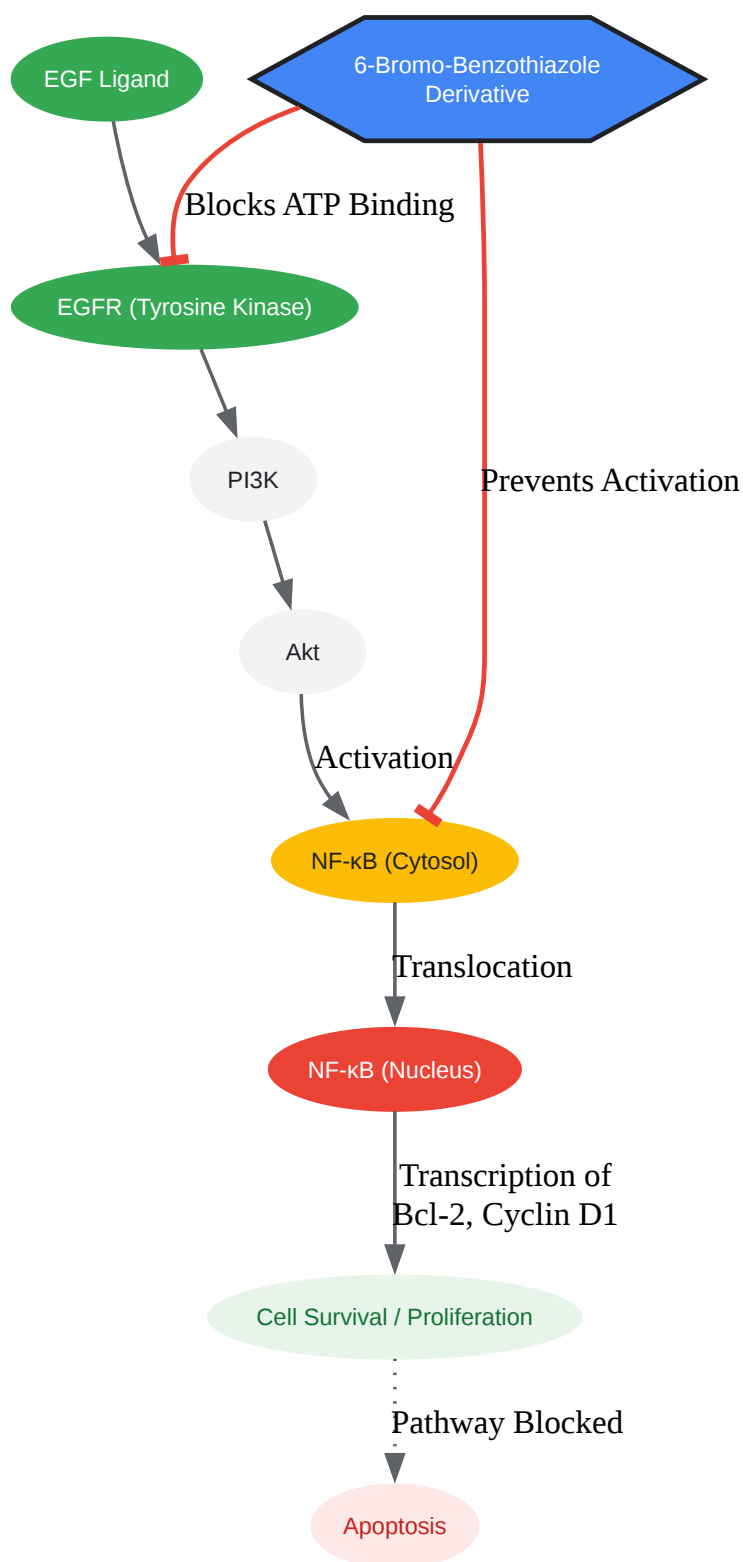 EGF Ligand
6-Bromo-Benzothiazole
Derivative
Blocks ATP Binding
EGFR (Tyrosine Kinase)
PI3K
Prevents Activation
Akt
Activation
NF-κB (Cytosol)
Translocation
NF-κB (Nucleus)
Transcription of
Bcl-2, Cyclin D1
Cell Survival / Proliferation
Pathway Blocked
Apoptosis